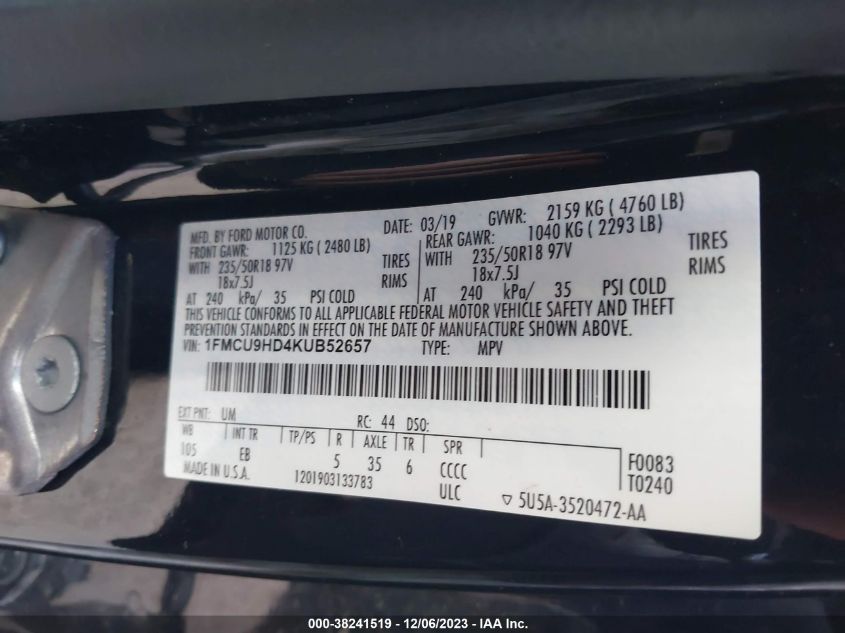 MFD. BY FORD MOTOR CO. DATE: 03/19 GVWR: 2159 KG ( 4760 LB)
FRONT GAWR: 1125 KG ( 2480 LB) REAR GAWR: 1040 KG ( 2293 LB)
WITH 235/50R18 97V TIRES WITH 235/50R18 97V TIRES
18x7.5J RIMS 18x7.5J RIMS
AT 240 kPa/ 35 PSI COLD AT 240 kPa/ 35 PSI COLD
THIS VEHICLE CONFORMS TO ALL APPLICABLE FEDERAL MOTOR VEHICLE SAFETY AND THEFT
PREVENTION STANDARDS IN EFFECT ON THE DATE OF MANUFACTURE SHOWN ABOVE.
VIN: 1FMCU9HD4KUB52657 TYPE: MPV
EXT PNT: UM RC: 44 DSO:
WB INT TR TP/PS R AXLE TR SPR
105 EB 5 35 6 CCCC F0083
MADE IN U.S.A. 1201903133783 ULC T0240
▽ 5U5A-3520472-AA
000-38241519 - 12/06/2023 - IAA Inc.